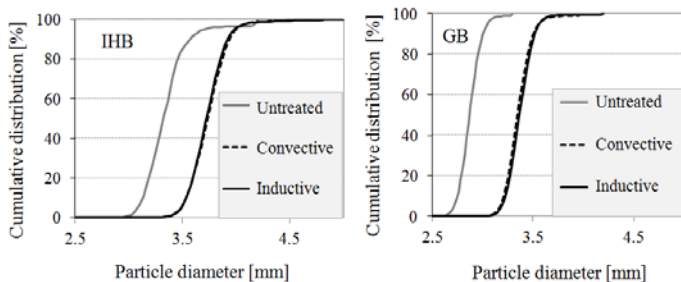 Cumulative distribution [%]
100
80
60
40
20
0
IHB
Untreated
Convective
Inductive
2.5
3.5
4.5
Particle diameter [mm]
Cumulative distribution [%]
100
80
60
40
20
0
GB
Untreated
Convective
Inductive
2.5
3.5
4.5
Particle diameter [mm]